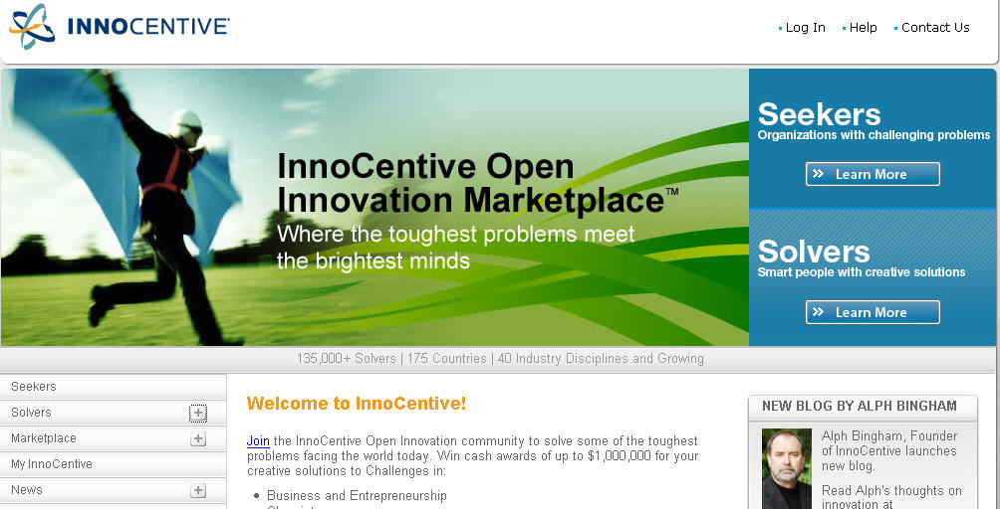 INNOCENTIVE®
Log In
Help
Contact Us
InnoCentive Open
Innovation Marketplace™
Where the toughest problems meet
the brightest minds
Seekers
Organizations with challenging problems
Learn More
Solvers
Smart people with creative solutions
Learn More
135,000+ Solvers | 175 Countries | 40 Industry Disciplines and Growing
Seekers
Solvers
Marketplace
My InnoCentive
News
Welcome to InnoCentive!
Join the InnoCentive Open Innovation community to solve some of the toughest
problems facing the world today. Win cash awards of up to $1,000,000 for your
creative solutions to Challenges in:
• Business and Entrepreneurship
NEW BLOG BY ALPH BINGHAM
Alph Bingham, Founder
of InnoCentive launches
new blog.
Read Alph's thoughts on
innovation at